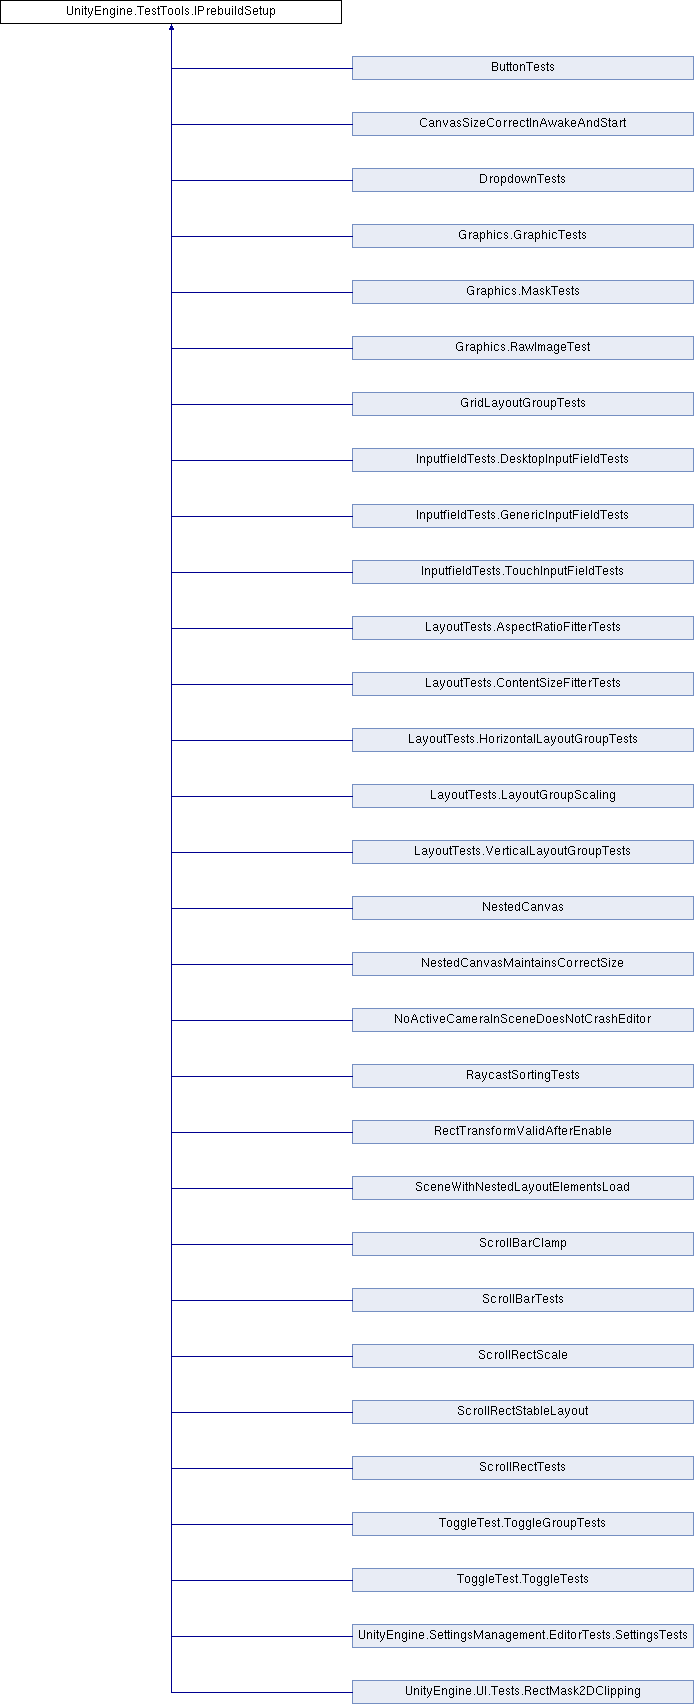 UnityEngine.TestTools.IPrebuildSetup
ButtonTests
CanvasSizeCorrectInAwakeAndStart
DropdownTests
Graphics.GraphicTests
Graphics.MaskTests
Graphics.RawImageTest
GridLayoutGroupTests
InputfieldTests.DesktopInputFieldTests
InputfieldTests.GenericInputFieldTests
InputfieldTests.TouchInputFieldTests
LayoutTests.AspectRatioFitterTests
LayoutTests.ContentSizeFitterTests
LayoutTests.HorizontalLayoutGroupTests
LayoutTests.LayoutGroupScaling
LayoutTests.VerticalLayoutGroupTests
NestedCanvas
NestedCanvasMaintainsCorrectSize
NoActiveCameraInSceneDoesNotCrashEditor
RaycastSortingTests
RectTransformValidAfterEnable
SceneWithNestedLayoutElementsLoad
ScrollBarClamp
ScrollBarTests
ScrollRectScale
ScrollRectStableLayout
ScrollRectTests
ToggleTest.ToggleGroupTests
ToggleTest.ToggleTests
UnityEngine.SettingsManagement.EditorTests.SettingsTests
UnityEngine.UI.Tests.RectMask2DClipping